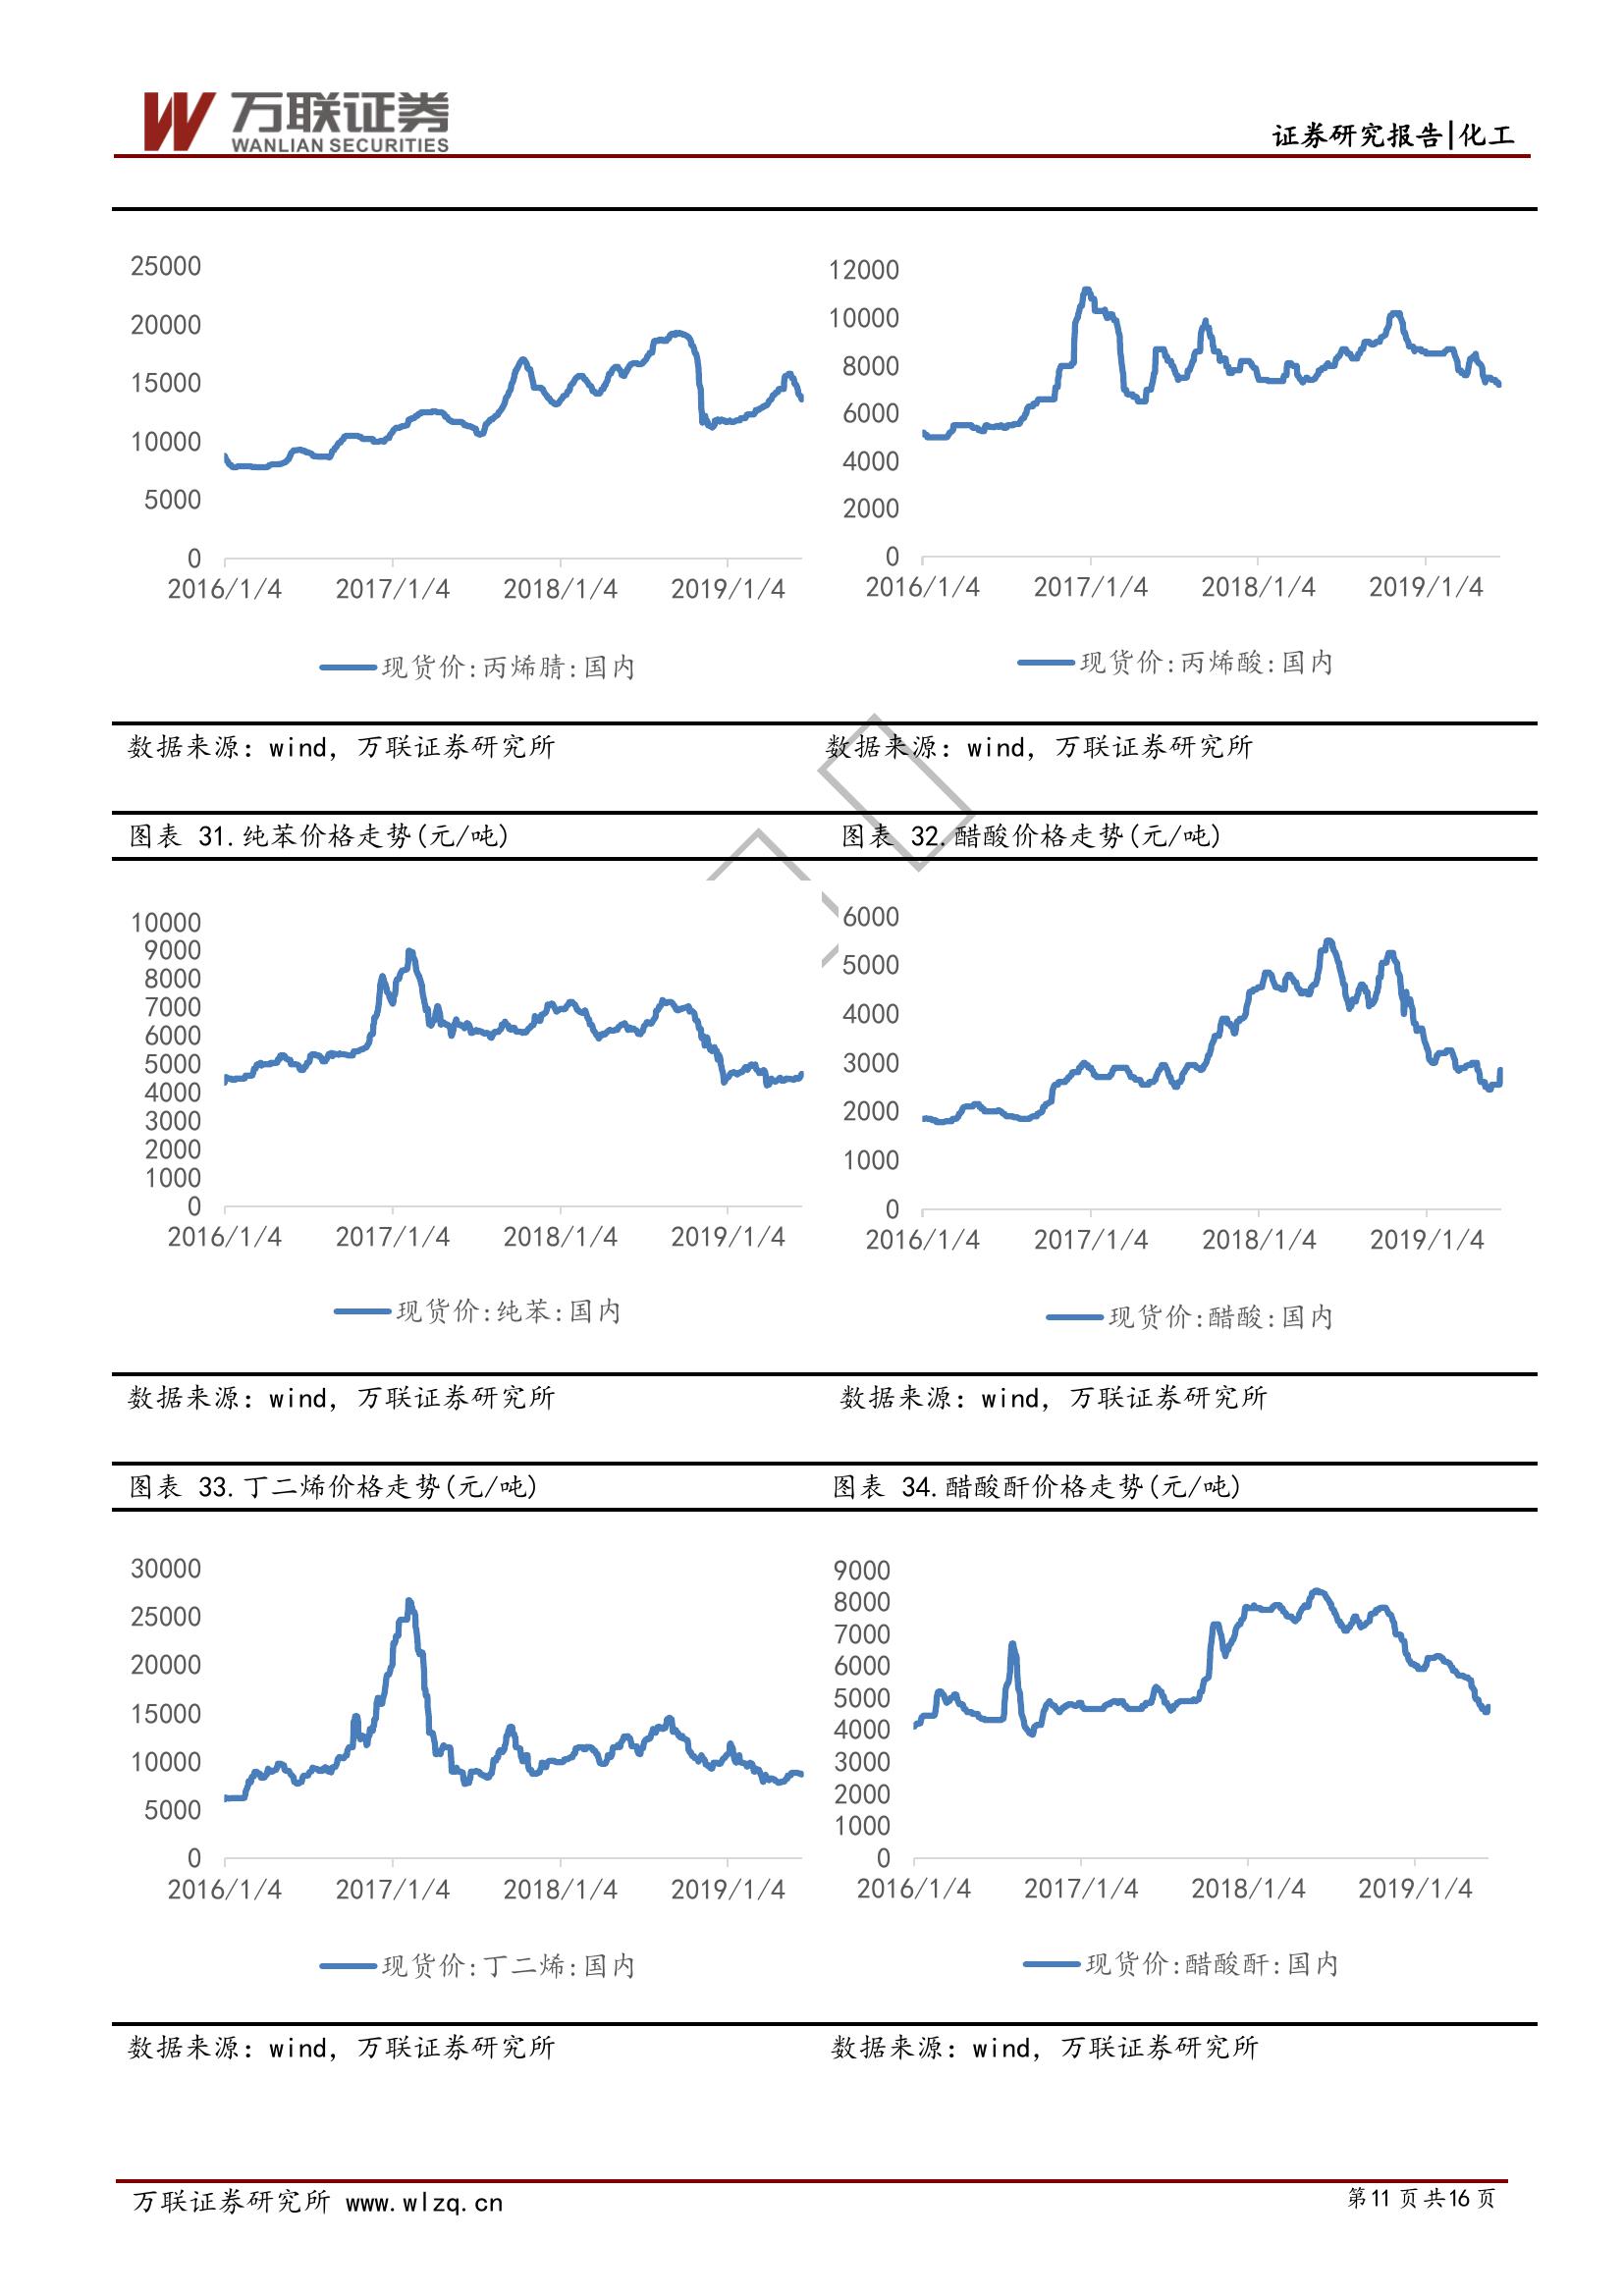 万联证券
WANLIAN SECURITIES
证券研究报告|化工
25000
20000
15000
10000
5000
0
2016/1/4 2017/1/4 2018/1/4 2019/1/4
现货价:丙烯腈:国内
12000
10000
8000
6000
4000
2000
0
2016/1/4 2017/1/4 2018/1/4 2019/1/4
现货价:丙烯酸:国内
数据来源：wind，万联证券研究所
数据来源：wind，万联证券研究所
图表 31.纯苯价格走势(元/吨)
图表 32.醋酸价格走势(元/吨)
10000
9000
8000
7000
6000
5000
4000
3000
2000
1000
0
2016/1/4 2017/1/4 2018/1/4 2019/1/4
现货价:纯苯:国内
6000
5000
4000
3000
2000
1000
0
2016/1/4 2017/1/4 2018/1/4 2019/1/4
现货价:醋酸:国内
数据来源：wind，万联证券研究所
数据来源：wind，万联证券研究所
图表 33.丁二烯价格走势(元/吨)
图表 34.醋酸酐价格走势(元/吨)
30000
25000
20000
15000
10000
5000
0
2016/1/4 2017/1/4 2018/1/4 2019/1/4
现货价:丁二烯:国内
9000
8000
7000
6000
5000
4000
3000
2000
1000
0
2016/1/4 2017/1/4 2018/1/4 2019/1/4
现货价:醋酸酐:国内
数据来源：wind，万联证券研究所
数据来源：wind，万联证券研究所
万联证券研究所 www.wlzq.cn
第11 页 共16 页